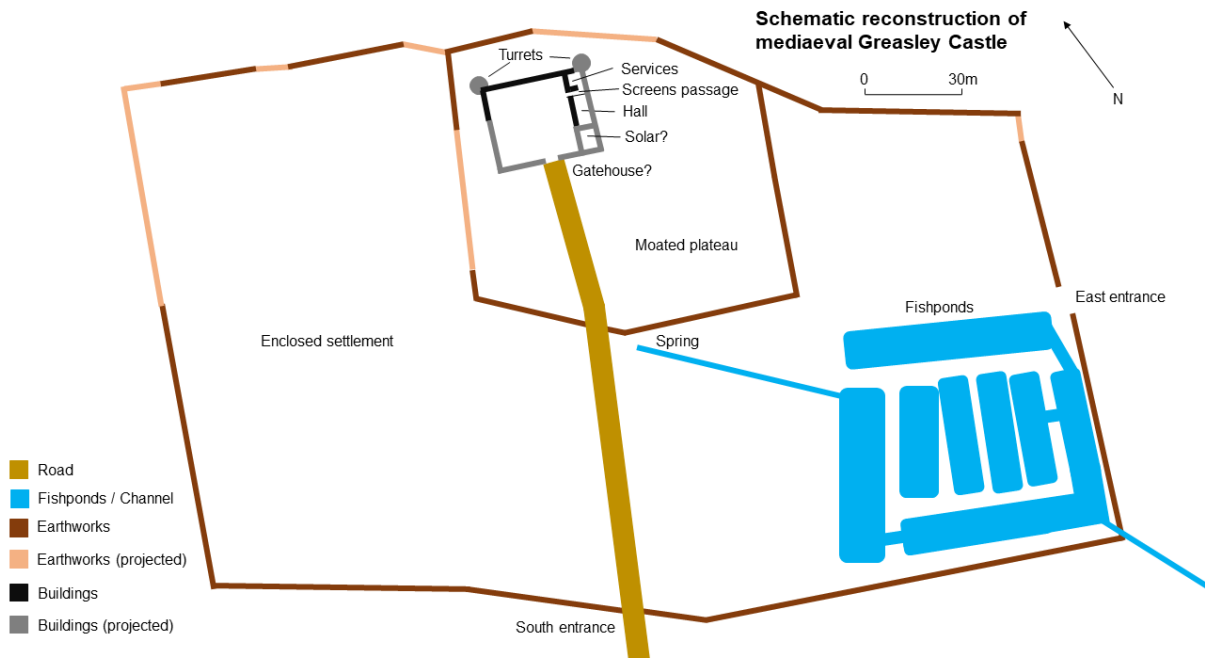 Schematic reconstruction of
mediaeval Greasley Castle
0 30m
N
Turrets
Services
Screens passage
Hall
Solar?
Gatehouse?
Moated plateau
East entrance
Fishponds
Enclosed settlement
Spring
Road
Fishponds / Channel
Earthworks
Earthworks (projected)
Buildings
Buildings (projected)
South entrance